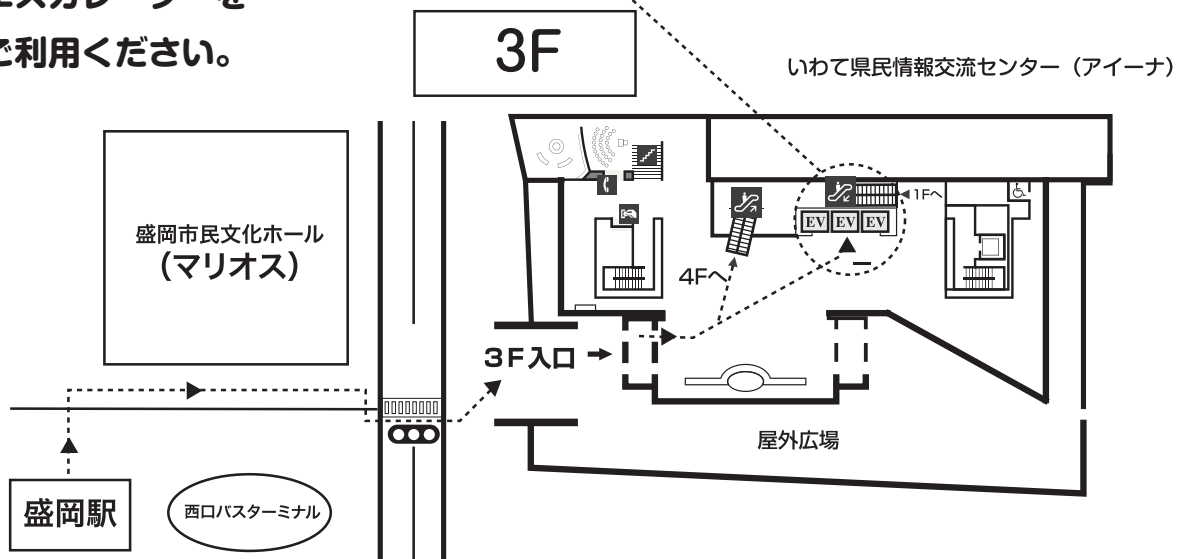 エスカレーターを
ご利用ください。
3F
いわて県民情報交流センター（アイーナ）
盛岡市民文化ホール
（マリオス）
1Fへ
EV EV EV
4Fへ
3F入口
屋外広場
盛岡駅
西口バスターミナル